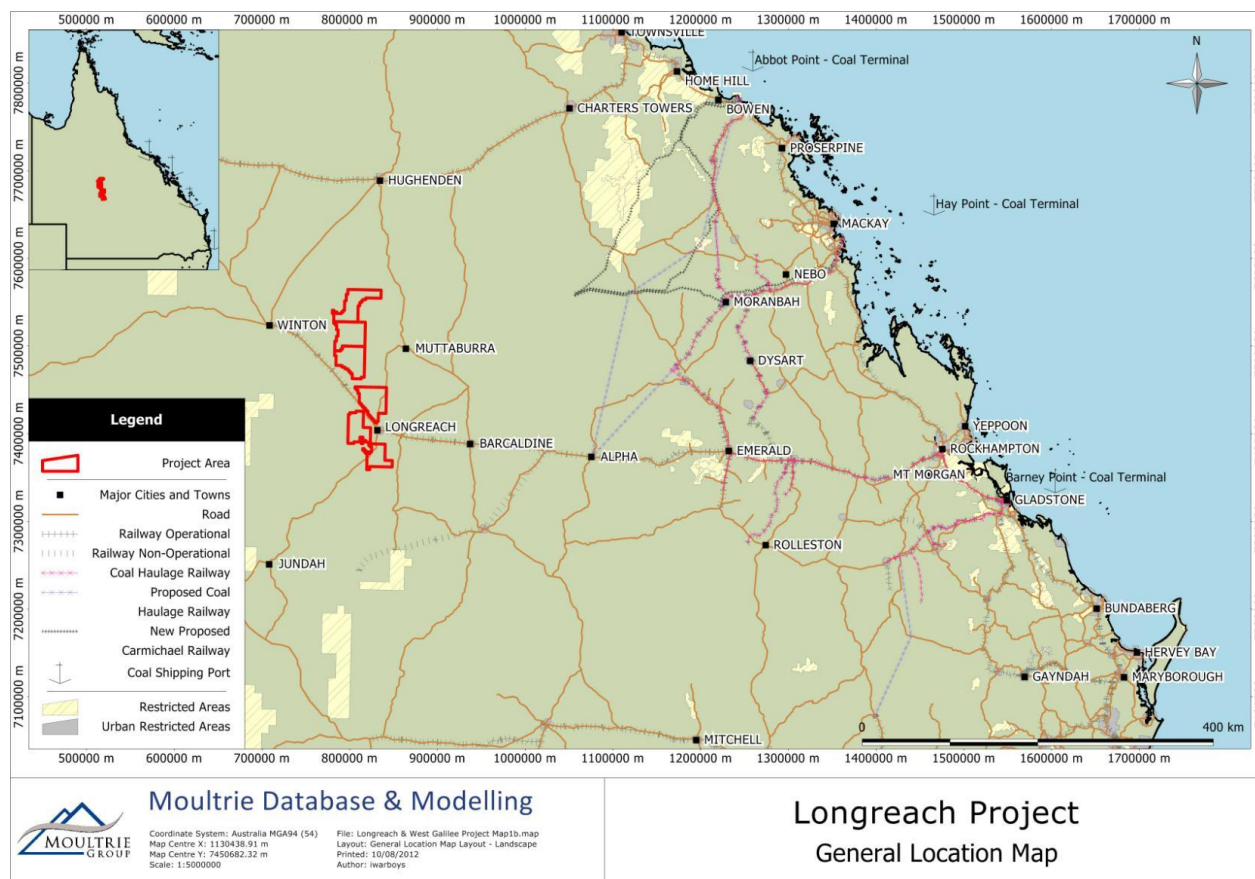 500000 m 600000 m 700000 m 800000 m 900000 m 1000000 m 1100000 m 1200000 m 1300000 m 1400000 m 1500000 m 1600000 m 1700000 m
TOWNSVILLE
N
Abbot Point - Coal Terminal
HOME HILL
7800000 m
CHARTERS TOWERS
BOWEN
PROSERPINE
7700000 m
HUGHENDEN
Hay Point - Coal Terminal
MACKAY
7600000 m
NEBO
MORANBAH
WINTON
7500000 m
MUTTABURRA
DYSART
Legend
LONGREACH
YEPPOON
7400000 m
BARCALDINE
ALPHA
EMERALD
ROCKHAMPTON
Project Area
MT MORGAN
Barney Point - Coal Terminal
Major Cities and Towns
GLADSTONE
Road
7300000 m
Railway Operational
Railway Non-Operational
ROLLESTON
Coal Haulage Railway
JUNDAH
Proposed Coal
Haulage Railway
7200000 m
BUNDABERG
New Proposed
Carmichael Railway
HERVEY BAY
Coal Shipping Port
GAYNDAH
MARYBOROUGH
7100000 m
Restricted Areas
Urban Restricted Areas
MITCHELL
0 400 km
500000 m 600000 m 700000 m 800000 m 900000 m 1000000 m 1100000 m 1200000 m 1300000 m 1400000 m 1500000 m 1600000 m 1700000 m
MOULTRIE
GROUP
Moultrie Database & Modelling
Coordinate System: Australia MGA94 (54)
Map Centre X: 1130438.91 m
Map Centre Y: 7450682.32 m
Scale: 1:5000000
File: Longreach & West Galilee Project Map1b.map
Layout: General Location Map Layout - Landscape
Printed: 10/08/2012
Author: iwarboys
Longreach Project
General Location Map
7800000 m
7700000 m
7600000 m
7500000 m
7400000 m
7300000 m
7200000 m
7100000 m